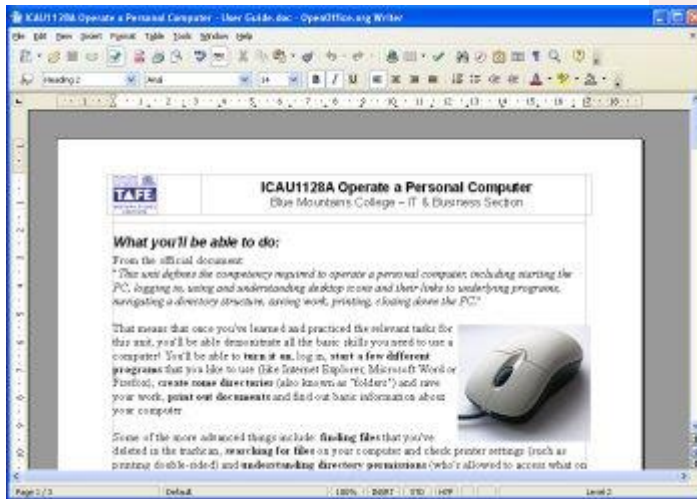 ICAU1128A Operate a Personal Computer - User Guide.doc - OpenOffice.org Writer
File Edit View Insert Format Table Tools Window Help
Heading 2 Arial 14 B I U
TAFE
ICAU1128A Operate a Personal Computer
Blue Mountains College – IT & Business Section
What you'll be able to do:
From the official document:
"This unit defines the competency required to operate a personal computer, including starting the
PC, logging in, using and understanding desktop icons and their links to underlying programs,
navigating a directory structure, saving work, printing, closing down the PC."
That means that once you've learned and practiced the relevant tasks for
this unit, you'll be able demonstrate all the basic skills you need to use a
computer! You'll be able to turn it on, log in, start a few different
programs that you like to use (like Internet Explorer, Microsoft Word or
Firefox), create some directories (also known as "folders") and save
your work, print out documents and find out basic information about
your computer.
Some of the more advanced things include: finding files that you've
deleted in the trashcan, searching for files on your computer and check printer settings (such as
printing double-sided) and understanding directory permissions (who's allowed to access what on
Page 1 / 3 Default 100% INSRT STD HYP Level 2